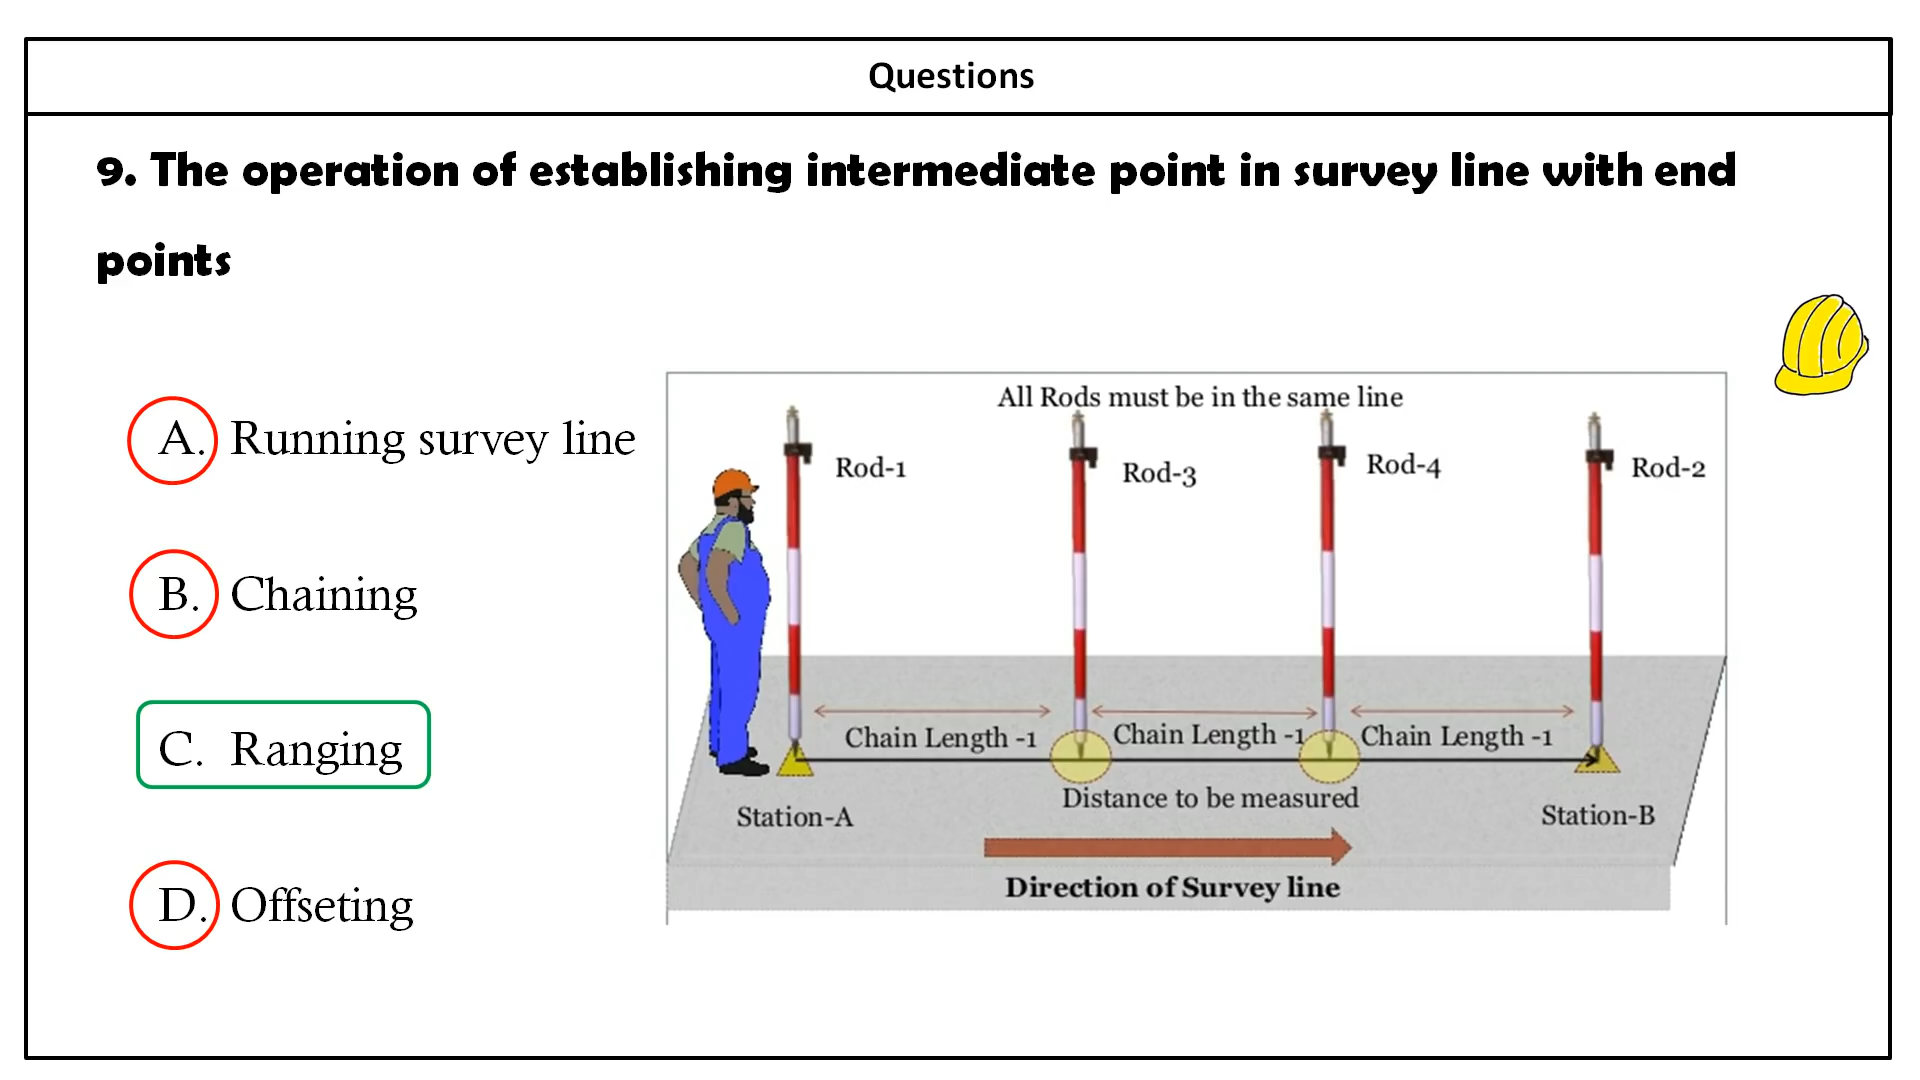 Questions
9. The operation of establishing intermediate point in survey line with end
points
A. Running survey line
B. Chaining
C. Ranging
D. Offseting
All Rods must be in the same line
Rod-1
Rod-3
Rod-4
Rod-2
Chain Length -1
Chain Length -1
Chain Length -1
Distance to be measured
Station-A
Station-B
Direction of Survey line